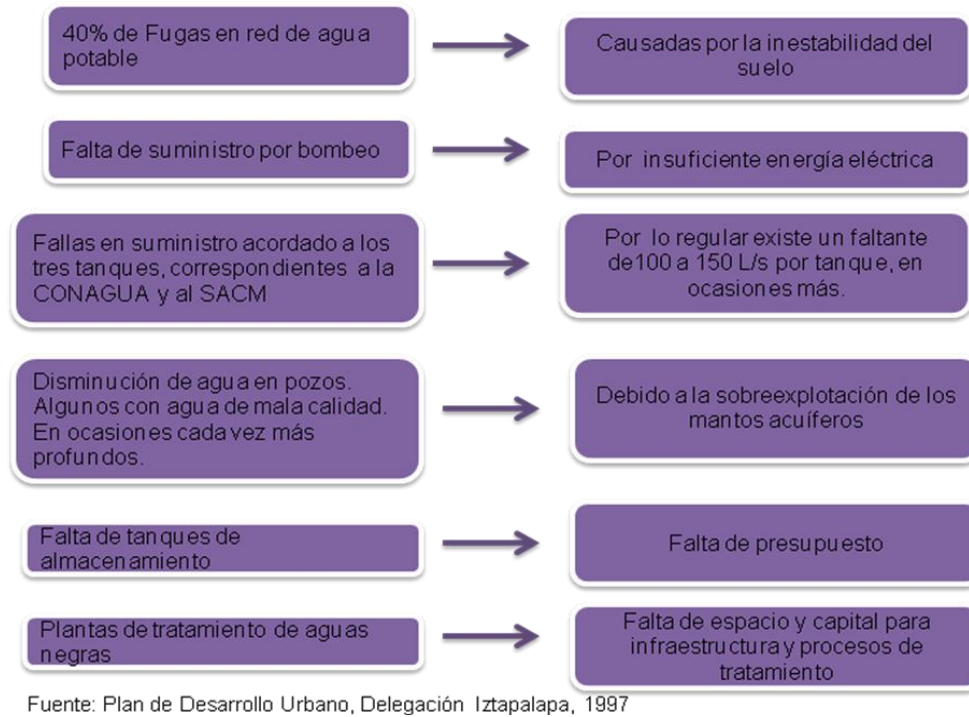 40% de Fugas en red de agua
potable
Causadas por la inestabilidad del
suelo
Falta de suministro por bombeo
Por insuficiente energía eléctrica
Fallas en suministro acordado a los
tres tanques, correspondientes a la
CONAGUA y al SACM
Por lo regular existe un faltante
de100 a 150 L/s por tanque, en
ocasiones más.
Disminución de agua en pozos.
Algunos con agua de mala calidad.
En ocasiones cada vez más
profundos.
Debido a la sobreexplotación de los
mantos acuíferos
Falta de tanques de
almacenamiento
Falta de presupuesto
Plantas de tratamiento de aguas
negras
Falta de espacio y capital para
infraestructura y procesos de
tratamiento
Fuente: Plan de Desarrollo Urbano, Delegación Iztapalapa, 1997